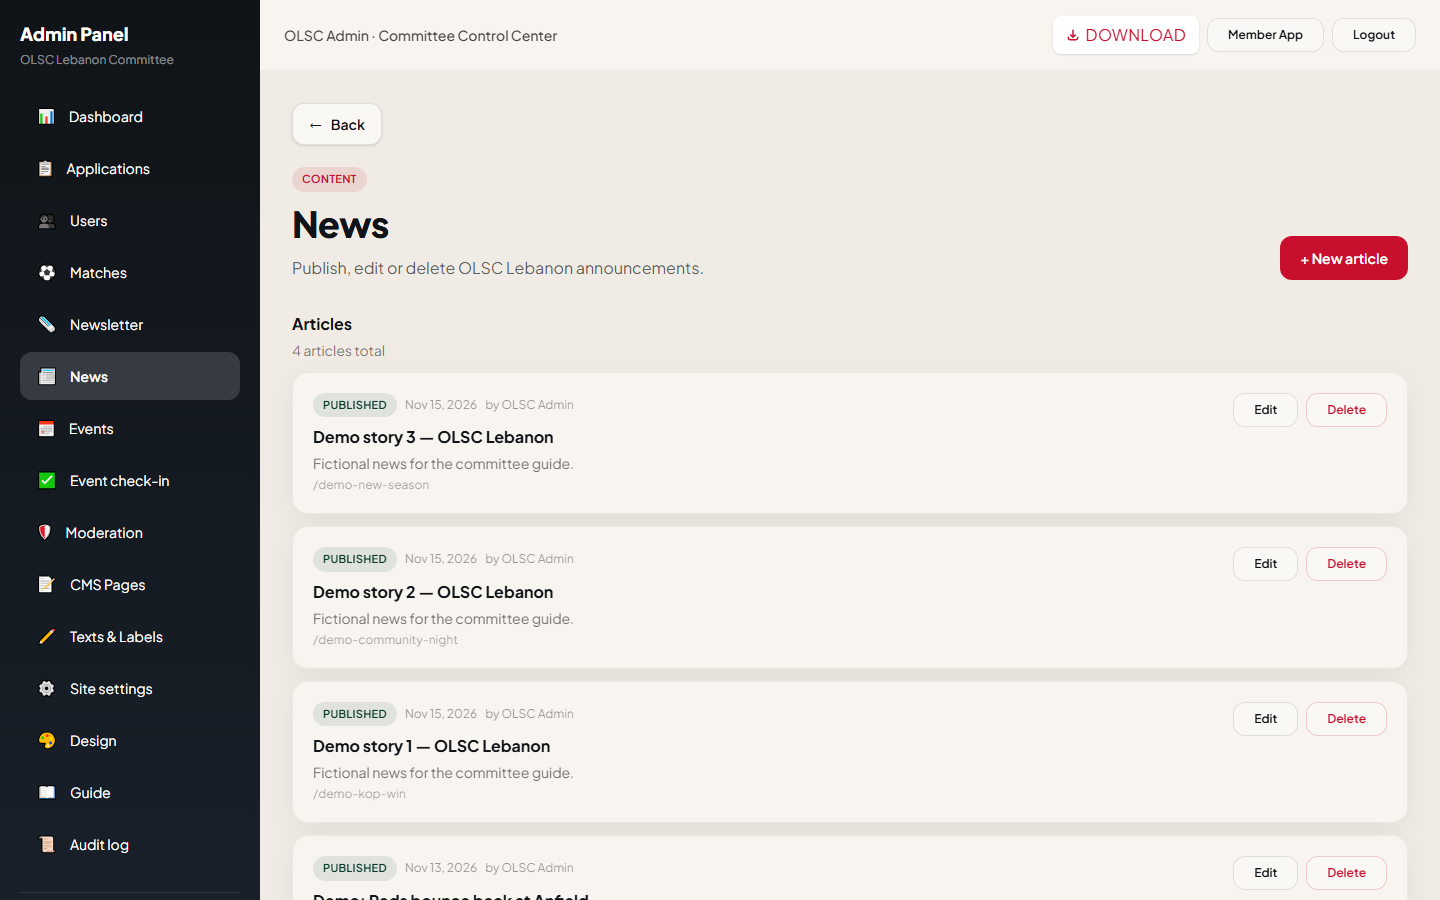 Admin Panel
OLSC Lebanon Committee
Dashboard
Applications
Users
Matches
Newsletter
News
Events
Event check-in
Moderation
CMS Pages
Texts & Labels
Site settings
Design
Guide
Audit log
OLSC Admin · Committee Control Center
DOWNLOAD
Member App
Logout
← Back
CONTENT
News
Publish, edit or delete OLSC Lebanon announcements.
+ New article
Articles
4 articles total
PUBLISHED Nov 15, 2026 by OLSC Admin
Edit
Delete
Demo story 3 — OLSC Lebanon
Fictional news for the committee guide.
/demo-new-season
PUBLISHED Nov 15, 2026 by OLSC Admin
Edit
Delete
Demo story 2 — OLSC Lebanon
Fictional news for the committee guide.
/demo-community-night
PUBLISHED Nov 15, 2026 by OLSC Admin
Edit
Delete
Demo story 1 — OLSC Lebanon
Fictional news for the committee guide.
/demo-kop-win
PUBLISHED Nov 13, 2026 by OLSC Admin
Edit
Delete
Demo: Reds bounce back at Anfield